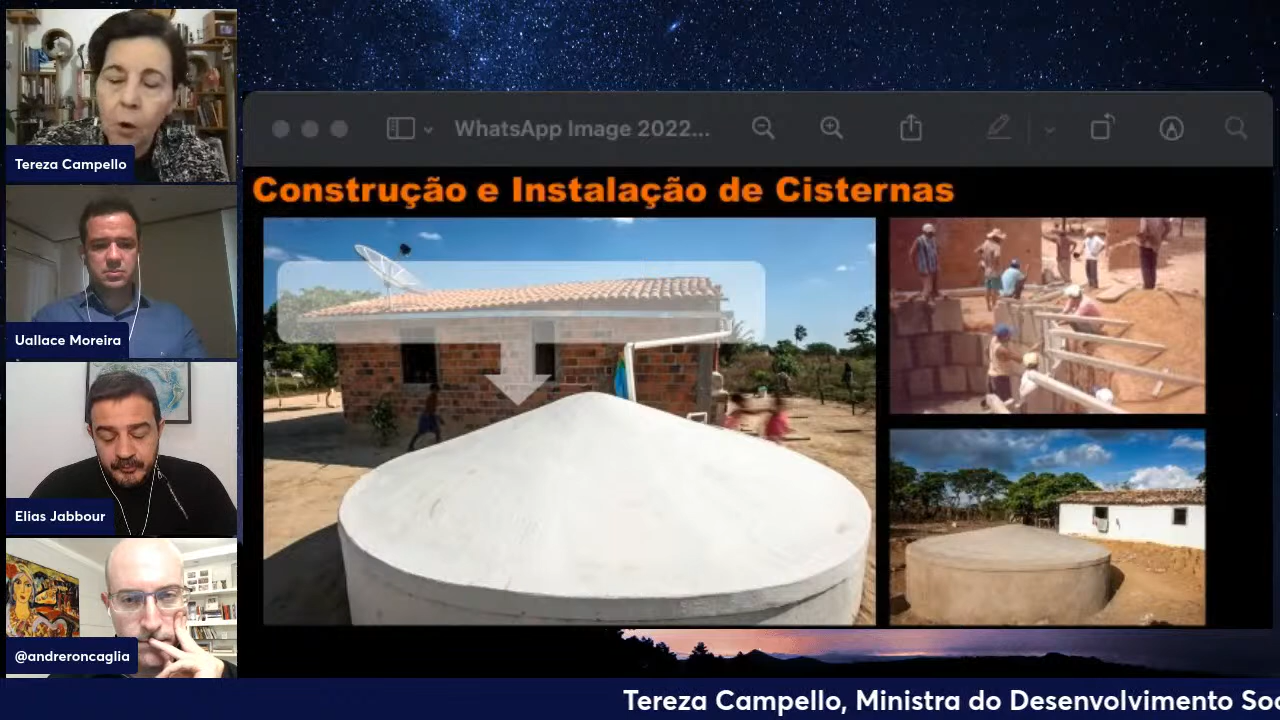 Tereza Campello
Uallace Moreira
Elias Jabbour
@andreroncaglia
WhatsApp Image 2022...
Construção e Instalação de Cisternas
Tereza Campello, Ministra do Desenvolvimento Soc